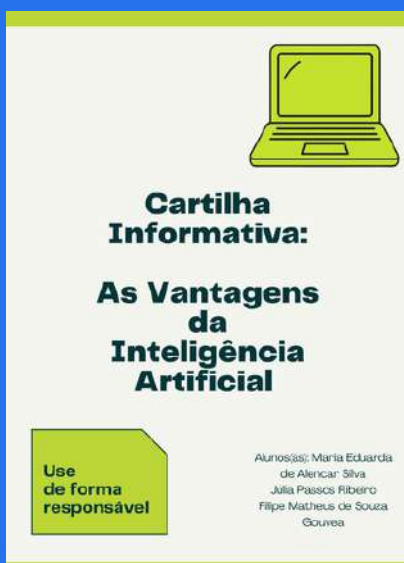 Cartilha
Informativa:
As Vantagens
da
Inteligência
Artificial
Use
de forma
responsável
Alunos(as): Maria Eduarda
de Alencar Silva
Júlia Passos Ribeiro
Filipe Matheus de Souza
Gouvea